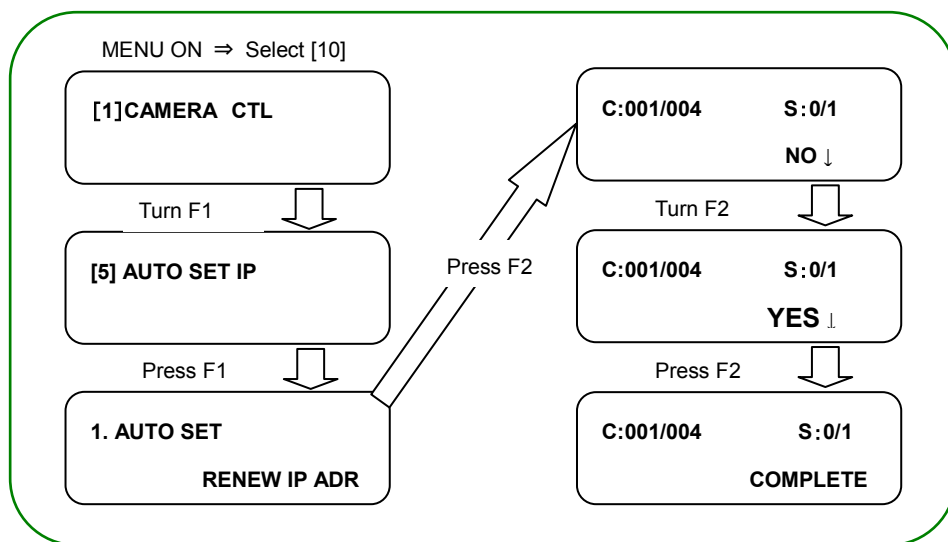 MENU ON ⇒ Select [10]
[1]CAMERA CTL
Turn F1
[5] AUTO SET IP
Press F1
1. AUTO SET
RENEW IP ADR
Press F2
C:001/004 S:0/1
NO ↓
Turn F2
C:001/004 S:0/1
YES ↓
Press F2
C:001/004 S:0/1
COMPLETE